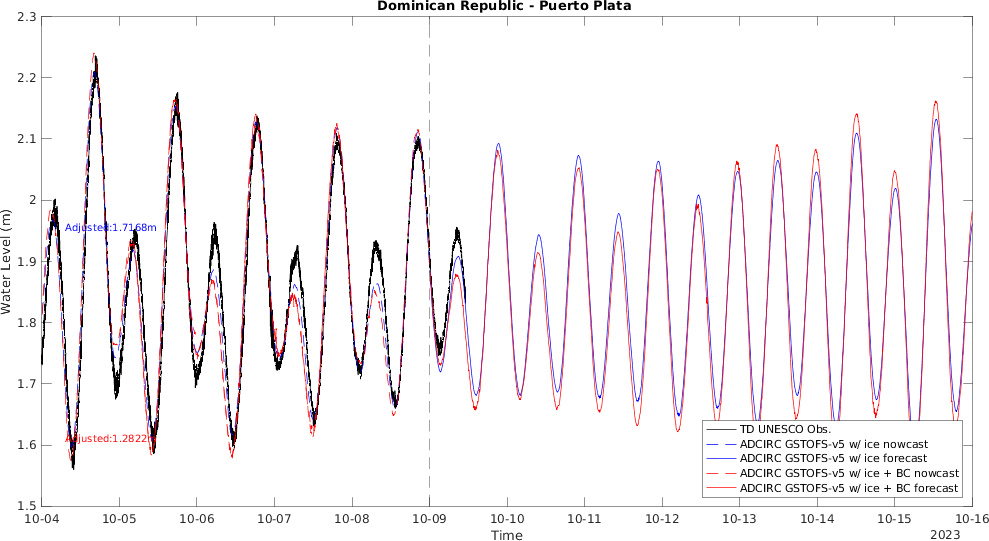 Dominican Republic - Puerto Plata
2.3
2.2
2.1
2
1.9
1.8
1.7
1.6
1.5
Water Level (m)
Adjusted:1.7168m
Adjusted:1.2822m
TD UNESCO Obs.
ADCIRC GSTOFS-v5 w/ ice nowcast
ADCIRC GSTOFS-v5 w/ ice forecast
ADCIRC GSTOFS-v5 w/ ice + BC nowcast
ADCIRC GSTOFS-v5 w/ ice + BC forecast
10-04 10-05 10-06 10-07 10-08 10-09 10-10 10-11 10-12 10-13 10-14 10-15 10-16
Time
2023